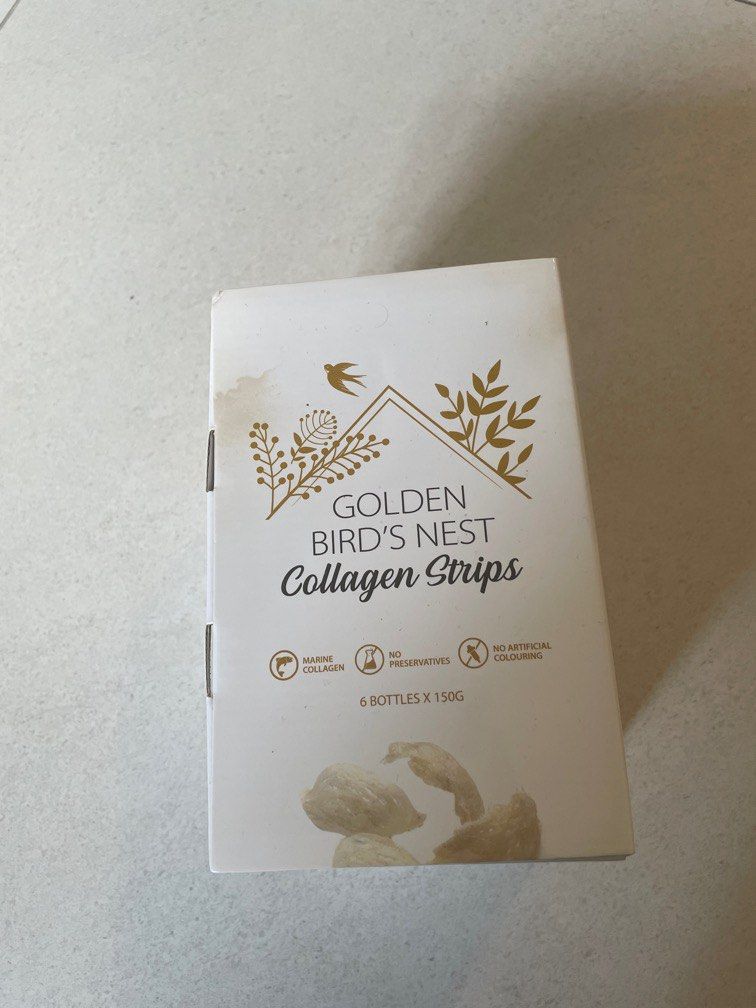 GOLDEN
BIRD'S NEST
Collagen Strips
MARINE
COLLAGEN
NO
PRESERVATIVES
NO ARTIFICIAL
COLOURING
6 BOTTLES X 150G